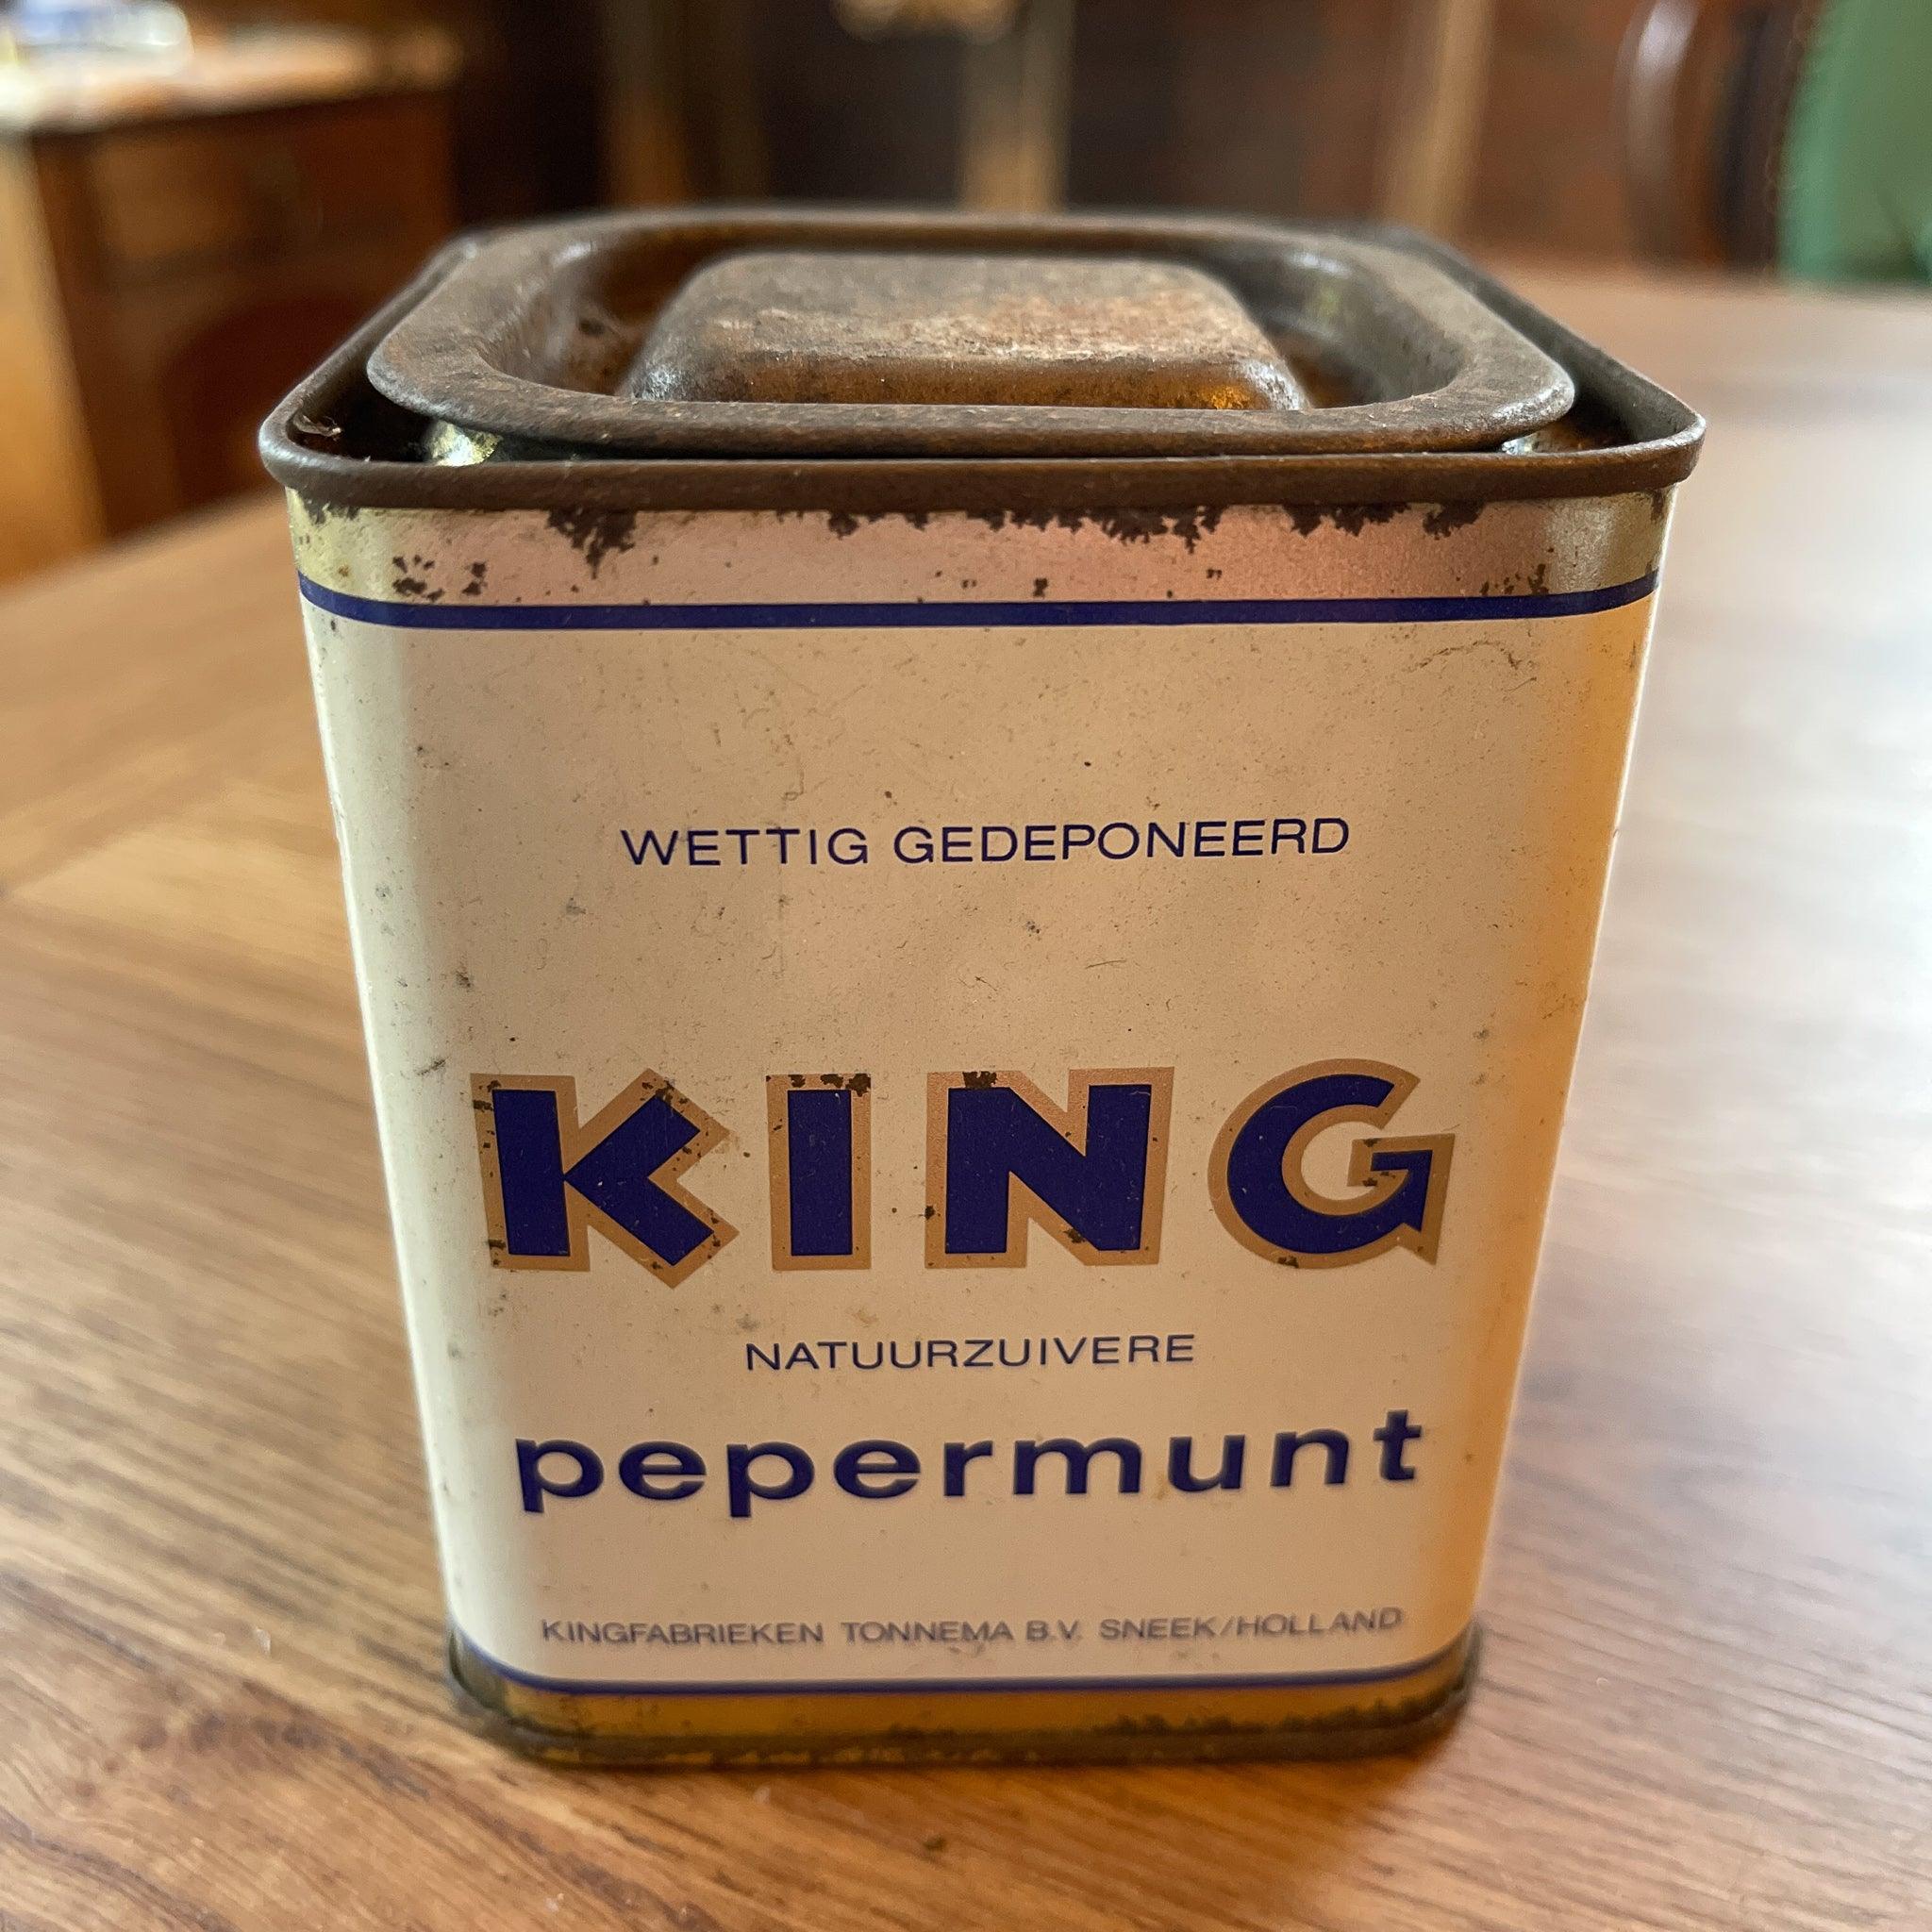 WETTIG GEDEPONEERD
KING
NATUURZUIVERE
pepermunt
KINGFABRIEKEN TONNEMA B.V. SNEEK/HOLLAND